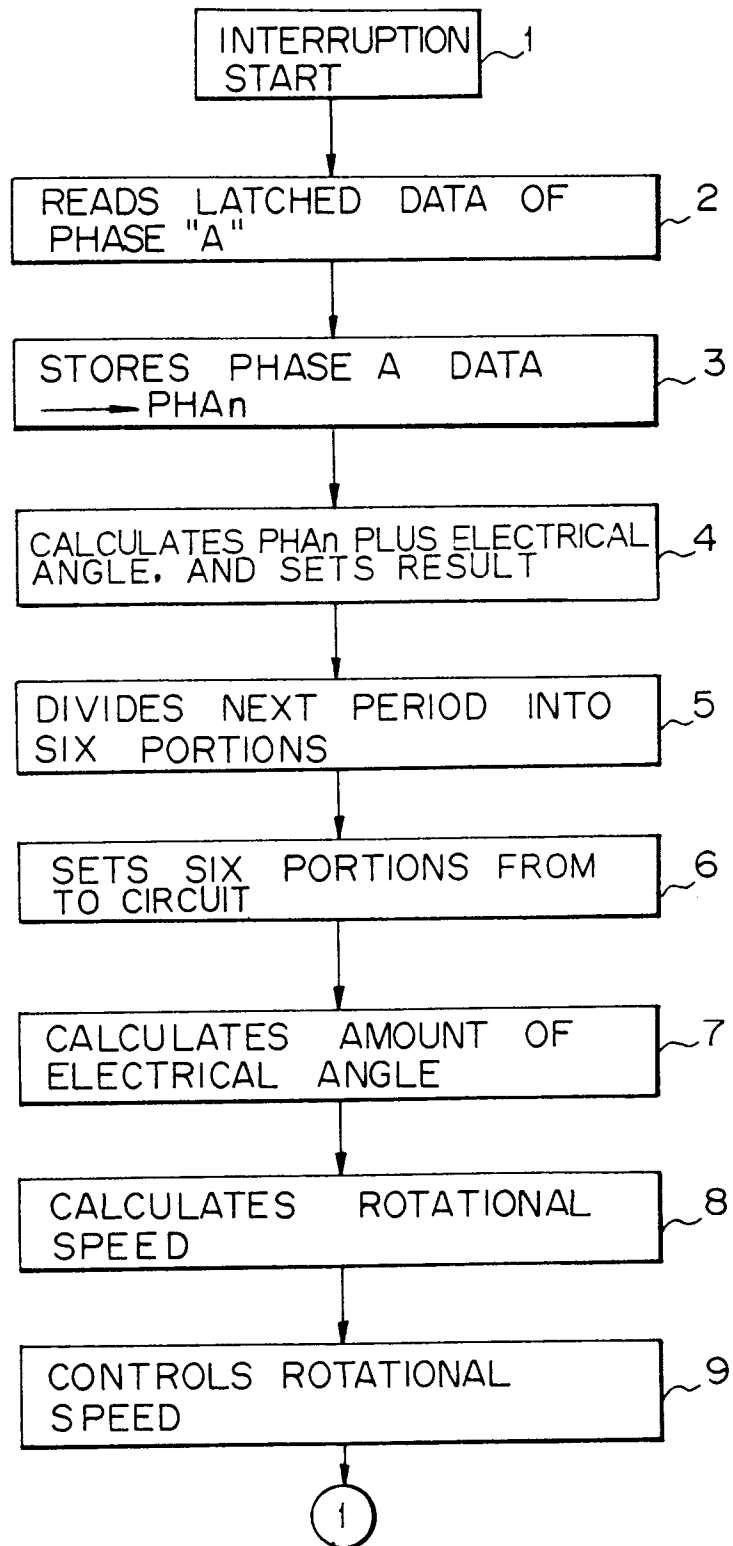 INTERRUPTION
START
1
READS LATCHED DATA OF
PHASE "A"
2
STORES PHASE A DATA
⟶ PHAn
3
CALCULATES PHAn PLUS ELECTRICAL
ANGLE. AND SETS RESULT
4
DIVIDES NEXT PERIOD INTO
SIX PORTIONS
5
SETS SIX PORTIONS FROM
TO CIRCUIT
6
CALCULATES AMOUNT OF
ELECTRICAL ANGLE
7
CALCULATES ROTATIONAL
SPEED
8
CONTROLS ROTATIONAL
SPEED
9
1